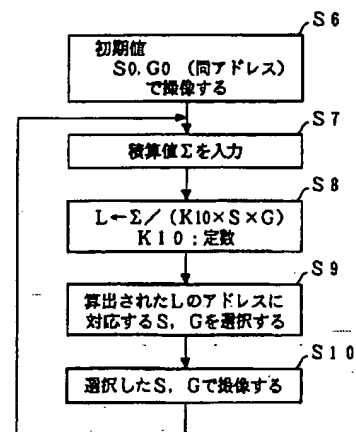 S6
初期値
S0, G0 (同アドレス)
で撮像する
S7
積算値Σを入力
S8
L←Σ／(K10×S×G)
K10；定数
S9
算出されたLのアドレスに
対応するS, Gを選択する
S10
選択したS, Gで撮像する